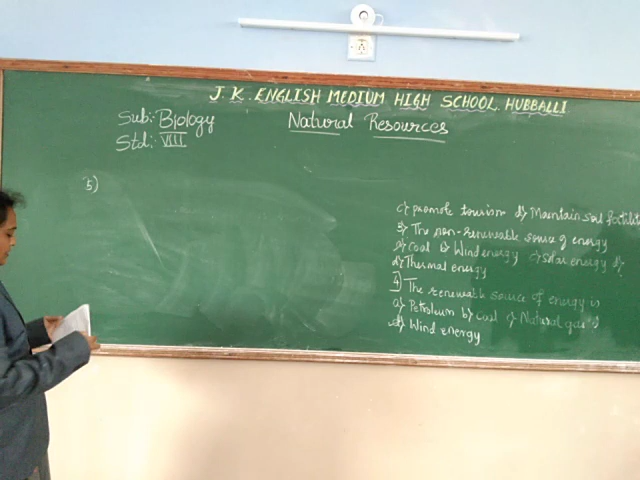 J. K. ENGLISH MEDIUM HIGH SCHOOL. HUBBALLI
Sub:- Biology
Natural Resources
Std:- VIII
5)
c) promote tourism d) Maintain soil fertility
3) The non-renewable source of energy
a) Coal b) Wind energy c) Solar energy d)
d) Thermal energy
4) The renewable source of energy is
a) Petroleum b) Coal c) Natural gas
d) Wind energy